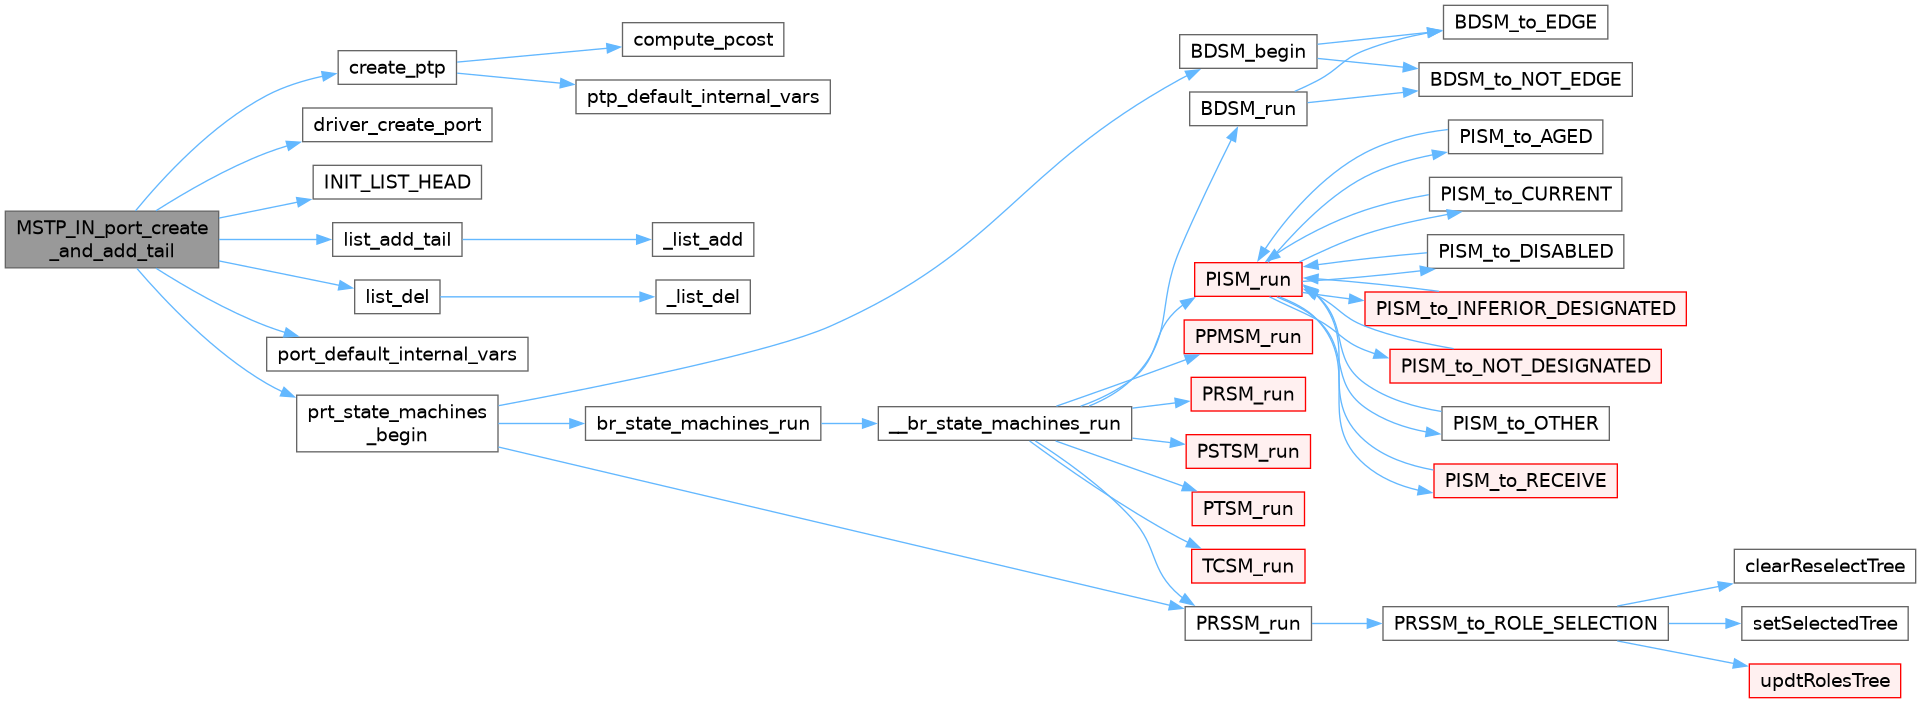 MSTP_IN_port_create
_and_add_tail
create_ptp
driver_create_port
INIT_LIST_HEAD
list_add_tail
list_del
port_default_internal_vars
prt_state_machines
_begin
compute_pcost
ptp_default_internal_vars
_list_add
_list_del
br_state_machines_run
__br_state_machines_run
BDSM_begin
BDSM_run
PISM_run
PPMSM_run
PRSM_run
PSTSM_run
PTSM_run
TCSM_run
PRSSM_run
BDSM_to_EDGE
BDSM_to_NOT_EDGE
PISM_to_AGED
PISM_to_CURRENT
PISM_to_DISABLED
PISM_to_INFERIOR_DESIGNATED
PISM_to_NOT_DESIGNATED
PISM_to_OTHER
PISM_to_RECEIVE
PRSSM_to_ROLE_SELECTION
clearReselectTree
setSelectedTree
updtRolesTree